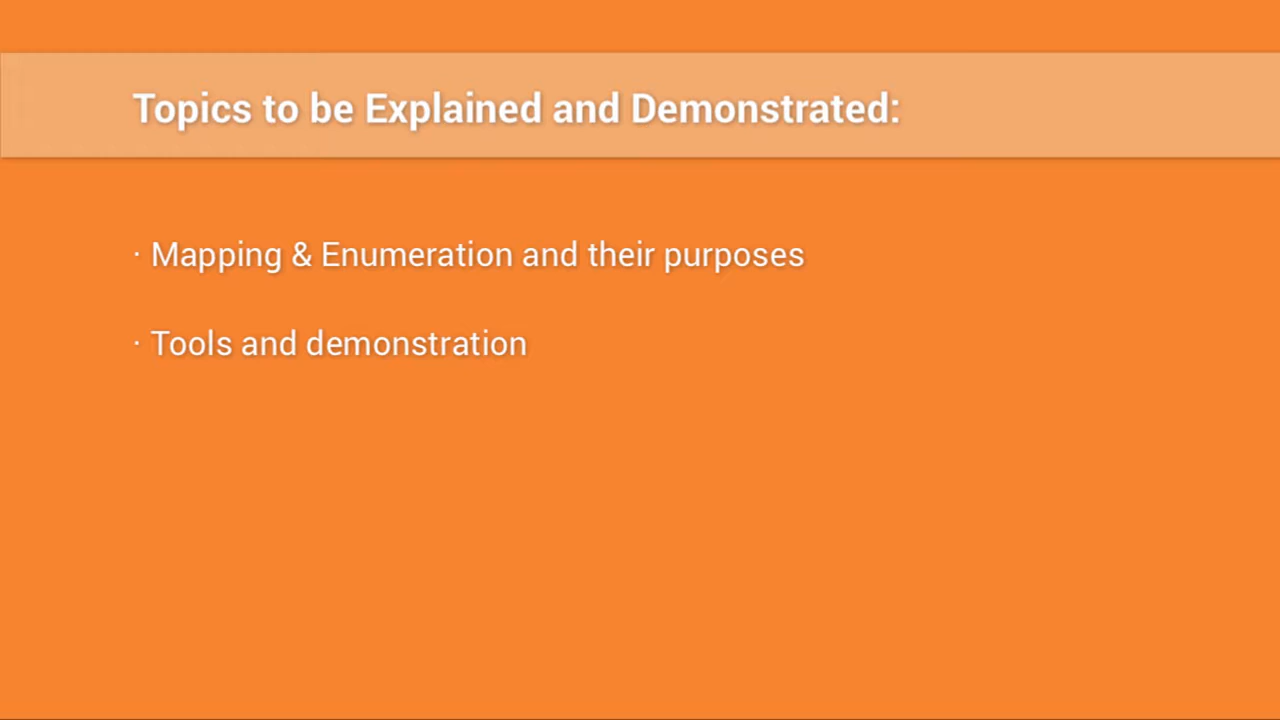 Topics to be Explained and Demonstrated:
· Mapping & Enumeration and their purposes
· Tools and demonstration